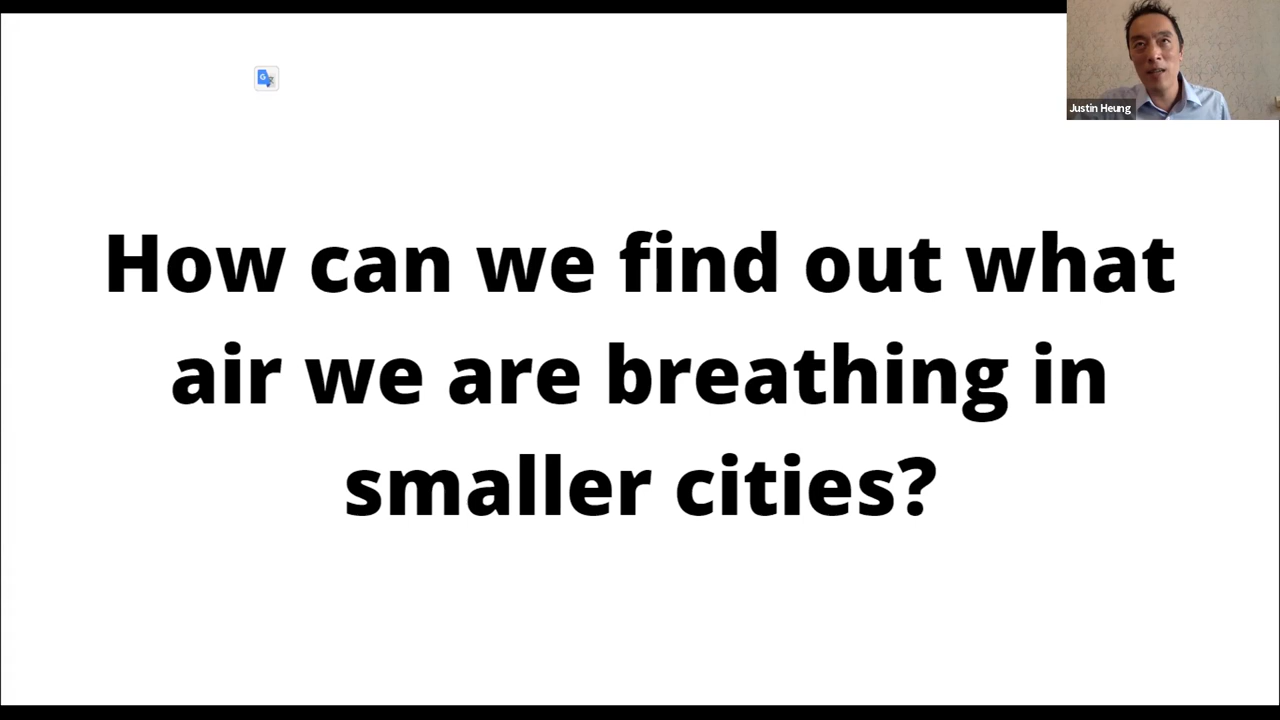 Justin Heung
How can we find out what
air we are breathing in
smaller cities?